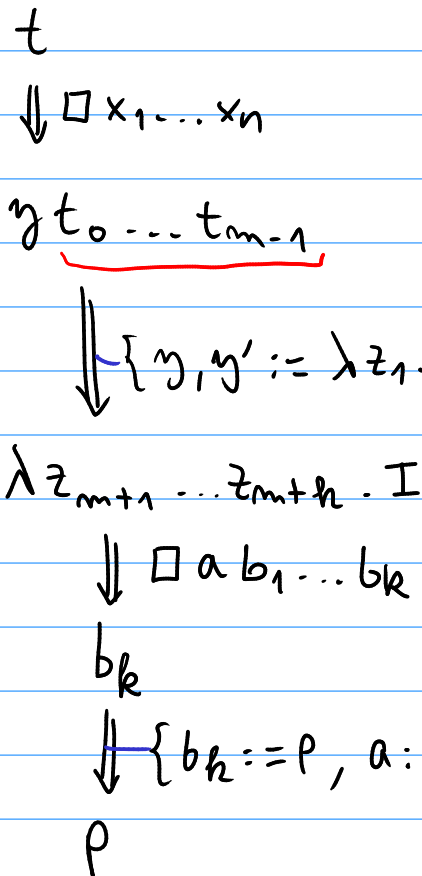 t
⇓ □ x₁...xₙ
y t₀ ... tₘ₋₁
⇓ { y, y' := λz₁.
λz_{m+1} ... z_{m+k} . I
⇓ □ a b₁ ... b_k
b_k
⇓ { b_k := P, a :
P